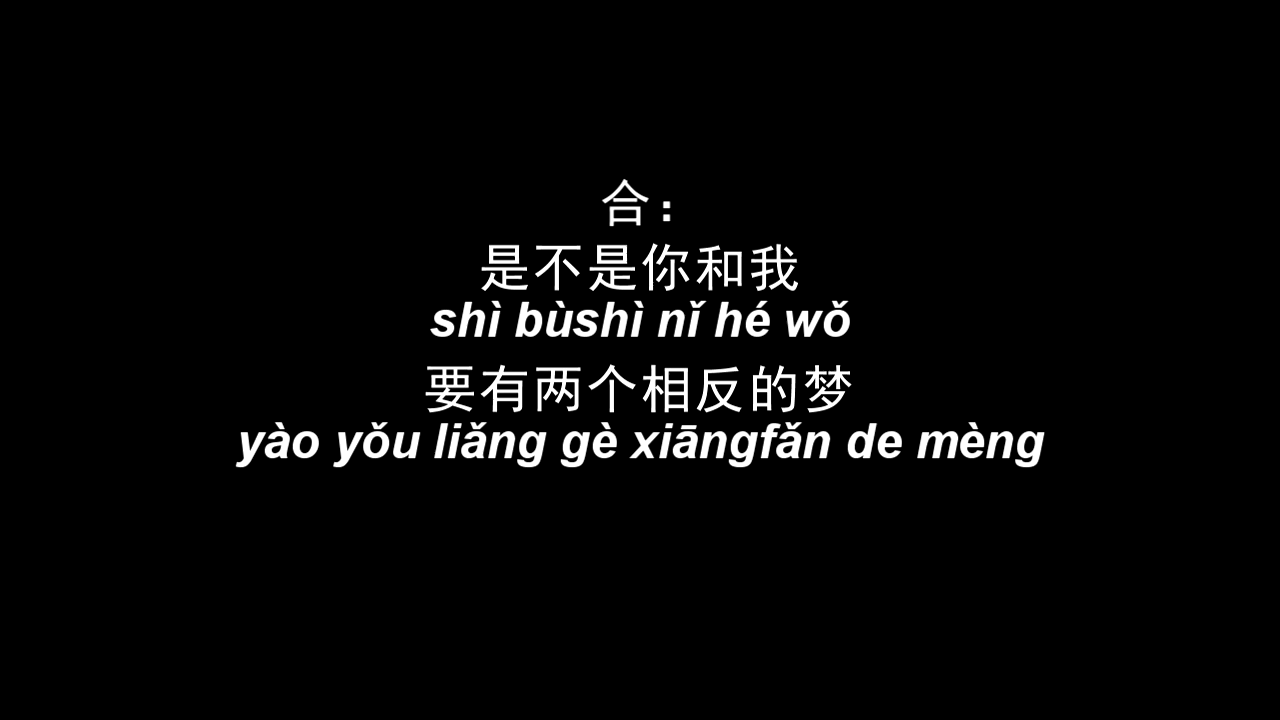 合：
是不是你和我
shì bùshì nǐ hé wǒ
要有两个相反的梦
yào yǒu liǎng gè xiāngfǎn de mèng